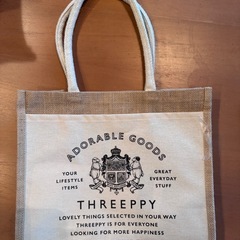 ADORABLE GOODS
YOUR
LIFESTYLE
ITEMS
GREAT
EVERYDAY
STUFF
THREEPPY
LOVELY THINGS SELECTED IN YOUR WAY
THREEPPY IS FOR EVERYONE
LOOKING FOR MORE HAPPINESS